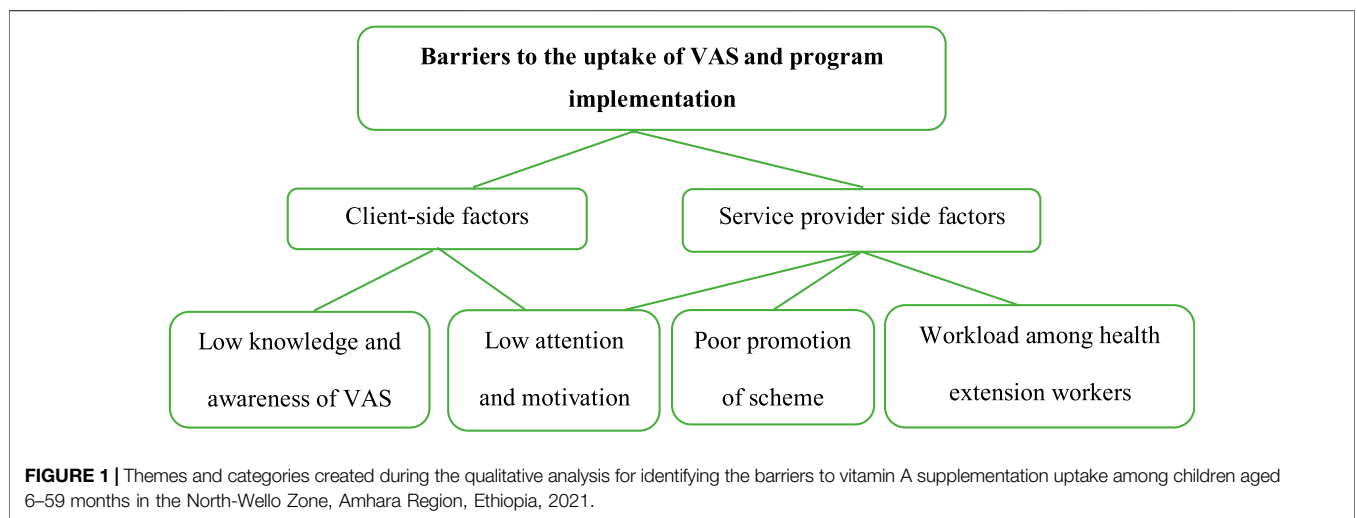 Barriers to the uptake of VAS and program
implementation
Client-side factors
Service provider side factors
Low knowledge and
awareness of VAS
Low attention
and motivation
Poor promotion
of scheme
Workload among health
extension workers
FIGURE 1 | Themes and categories created during the qualitative analysis for identifying the barriers to vitamin A supplementation uptake among children aged
6–59 months in the North-Wello Zone, Amhara Region, Ethiopia, 2021.